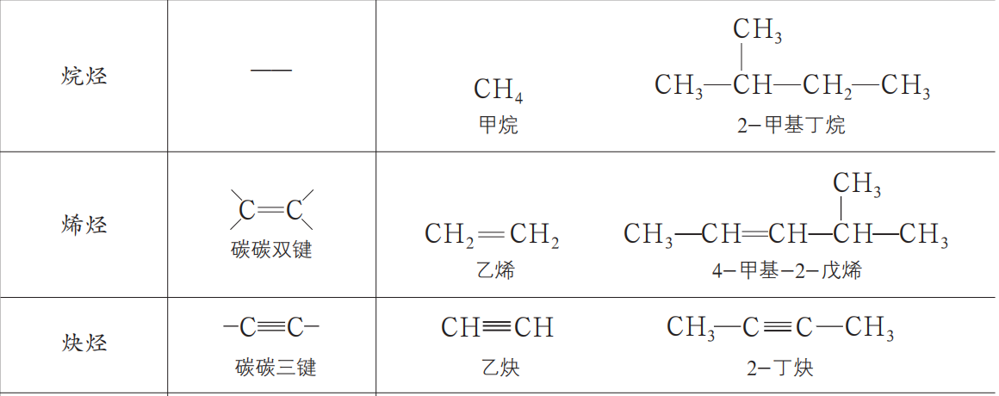 烷烃
——
CH₄
甲烷
CH₃
CH₃—CH—CH₂—CH₃
2-甲基丁烷
烯烃
C=C
碳碳双键
CH₂=CH₂
乙烯
CH₃
CH₃—CH=CH—CH—CH₃
4-甲基-2-戊烯
炔烃
—C≡C—
碳碳三键
CH≡CH
乙炔
CH₃—C≡C—CH₃
2-丁炔